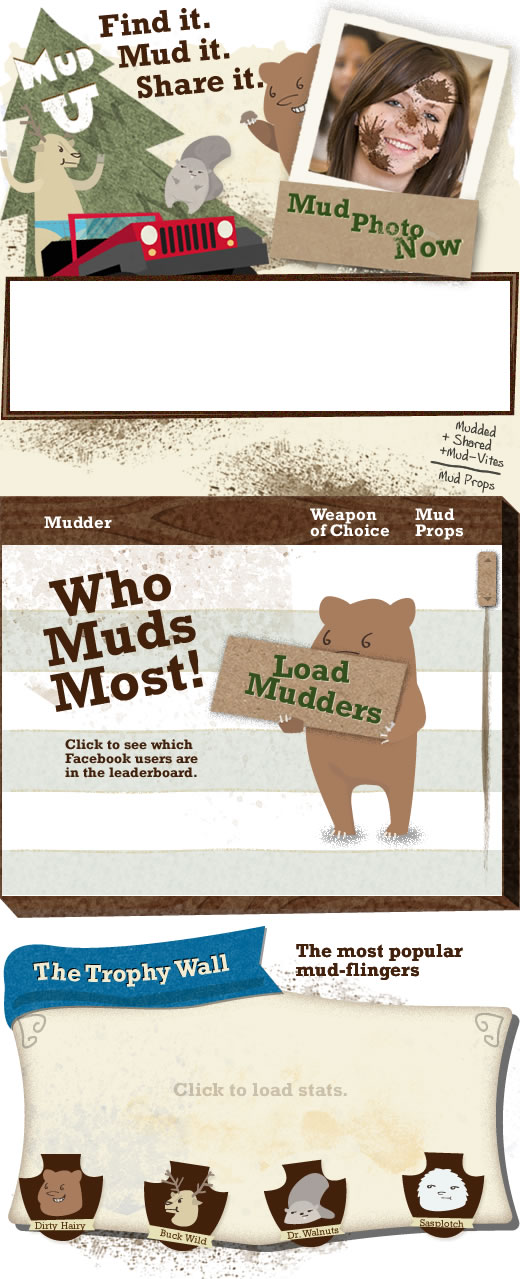 Find it.
Mud it.
Share it.
MUD
U
Mud Photo
Now
Mudded
+ Shared
+Mud-Vites
Mud Props
Mudder
Weapon
of Choice
Mud
Props
Who
Muds
Most!
Load
Mudders
Click to see which
Facebook users are
in the leaderboard.
The Trophy Wall
The most popular
mud-flingers
Click to load stats.
Dirty Hairy
Buck Wild
Dr. Walnuts
Sasplotch